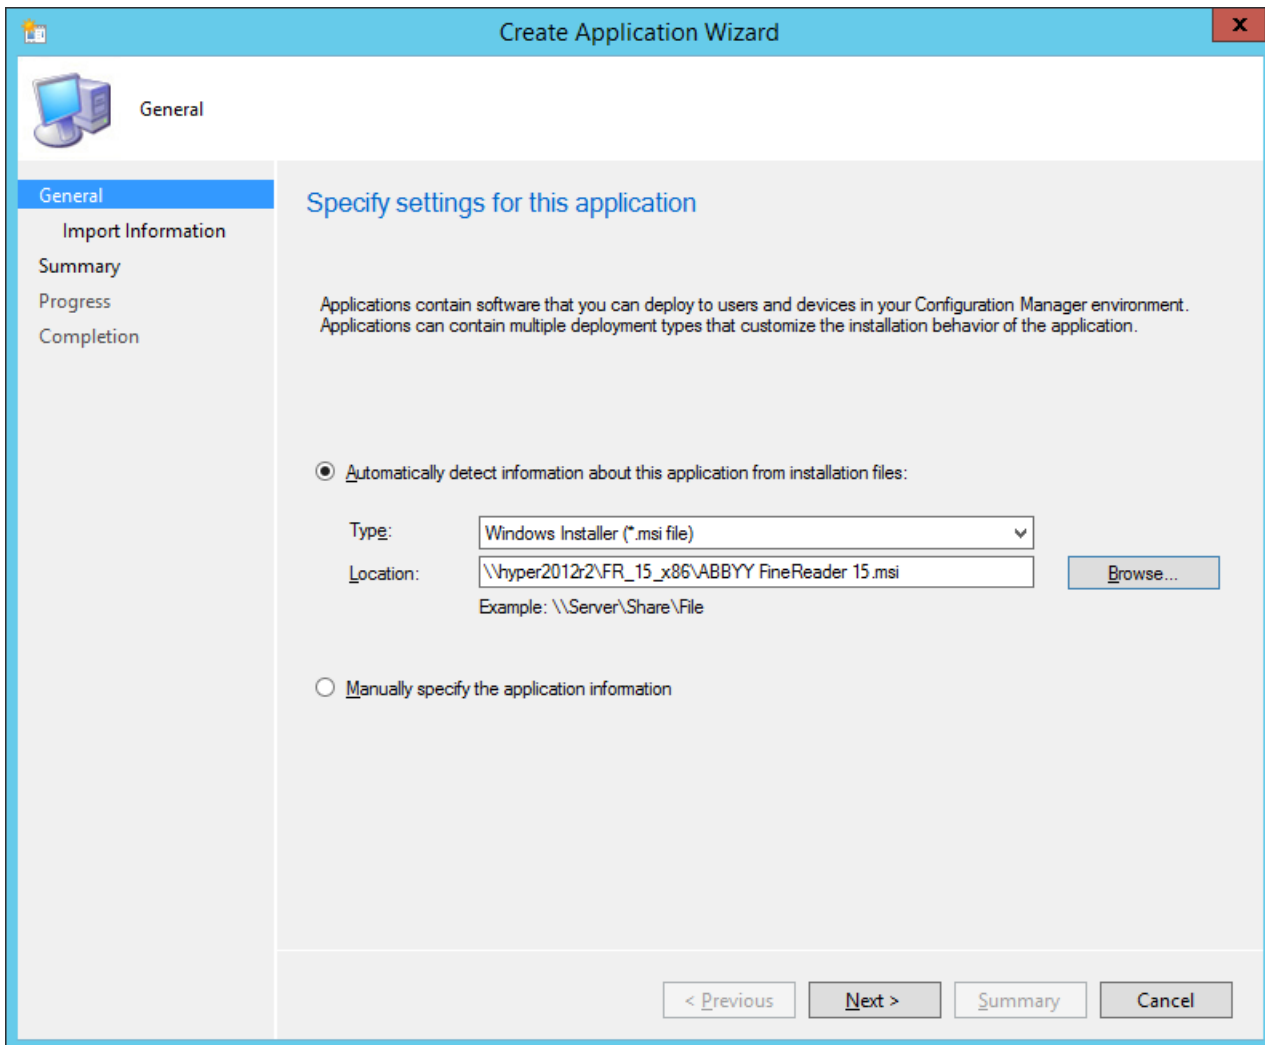 Create Application Wizard
x
General
General
Import Information
Summary
Progress
Completion
Specify settings for this application
Applications contain software that you can deploy to users and devices in your Configuration Manager environment.
Applications can contain multiple deployment types that customize the installation behavior of the application.
Automatically detect information about this application from installation files:
Type: Windows Installer (*.msi file)
Location: \\hyper2012r2\FR_15_x86\ABBYY FineReader 15.msi Browse...
Example: \\Server\Share\File
Manually specify the application information
< Previous Next > Summary Cancel